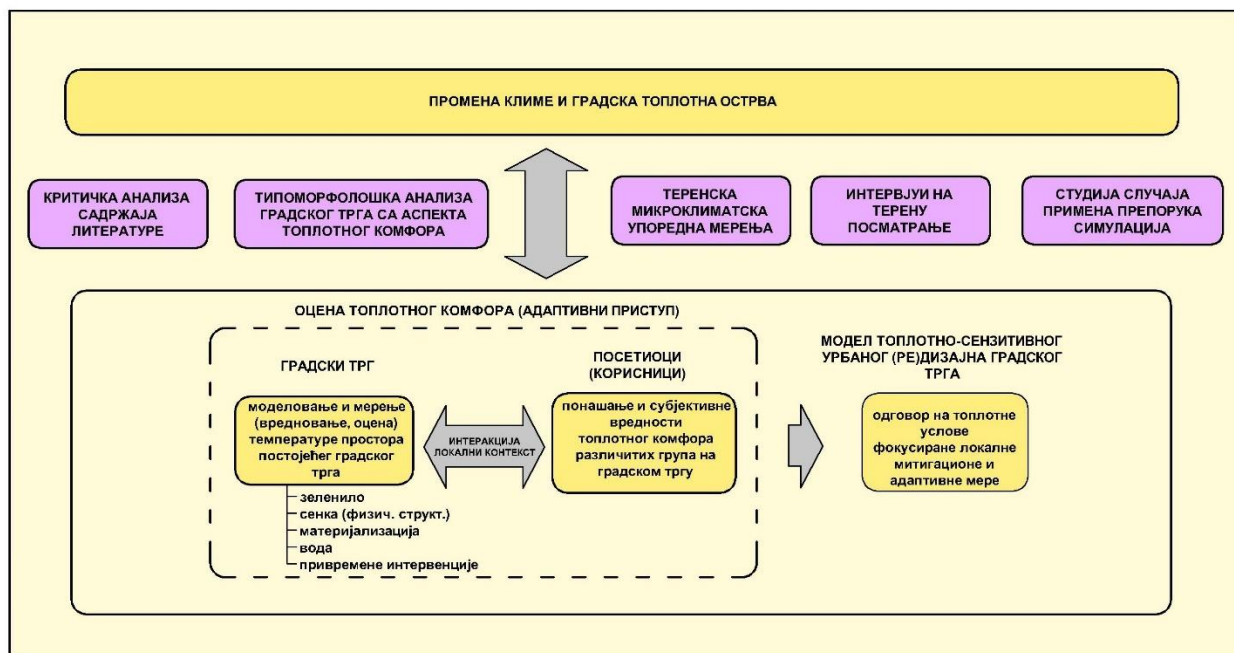 ПРОМЕНА КЛИМЕ И ГРАДСКА ТОПЛОТНА ОСТРВА
КРИТИЧКА АНАЛИЗА
САДРЖАЈА
ЛИТЕРАТУРЕ
ТИПОМОРФОЛОШКА АНАЛИЗА
ГРАДСКОГ ТРГА СА АСПЕКТА
ТОПЛОТНОГ КОМФОРА
ТЕРЕНСКА
МИКРОКЛИМАТСКА
УПОРЕДНА МЕРЕЊА
ИНТЕРВЈУИ НА
ТЕРЕНУ
ПОСМАТРАЊЕ
СТУДИЈА СЛУЧАЈА
ПРИМЕНА ПРЕПОРУКА
СИМУЛАЦИЈА
ОЦЕНА ТОПЛОТНОГ КОМФОРА (АДАПТИВНИ ПРИСТУП)
ГРАДСКИ ТРГ
моделовање и мерење
(вредновање, оцена)
температуре простора
постојећег градског
трга
зеленило
сенка (физич. структ.)
материјализација
вода
привремене интервенције
ИНТЕРАКЦИЈА
ЛОКАЛНИ КОНТЕКСТ
ПОСЕТИОЦИ
(КОРИСНИЦИ)
понашање и субјективне
вредности
топлотног комфора
различитих група на
градском тргу
МОДЕЛ ТОПЛОТНО-СЕНЗИТИВНОГ
УРБАНОГ (РЕ)ДИЗАЈНА ГРАДСКОГ
ТРГА
одговор на топлотне
услове
фокусиране локалне
митигационе и
адаптивне мере